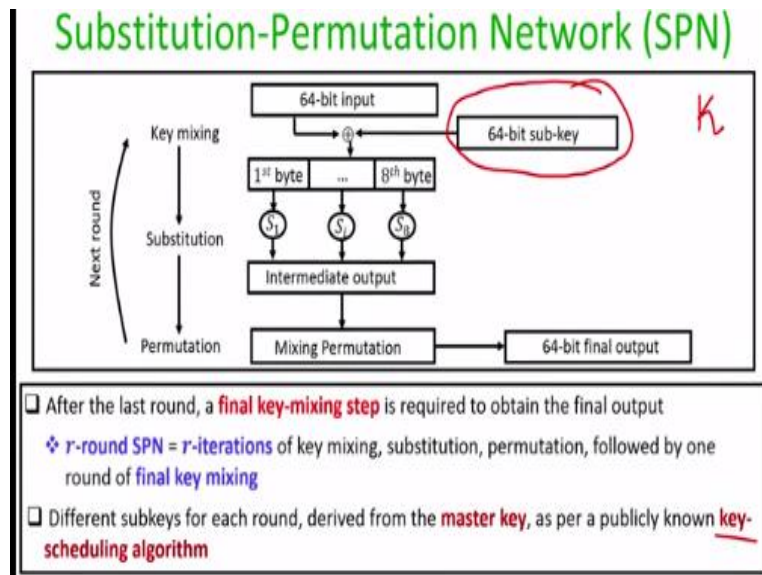 Substitution-Permutation Network (SPN)
64-bit input
Key mixing
⊕
64-bit sub-key
K
1st byte
...
8th byte
S₁
Sᵢ
S₈
Substitution
Next round
Intermediate output
Permutation
Mixing Permutation
64-bit final output
❑ After the last round, a final key-mixing step is required to obtain the final output
❖ r-round SPN = r-iterations of key mixing, substitution, permutation, followed by one
round of final key mixing
❑ Different subkeys for each round, derived from the master key, as per a publicly known key-
scheduling algorithm